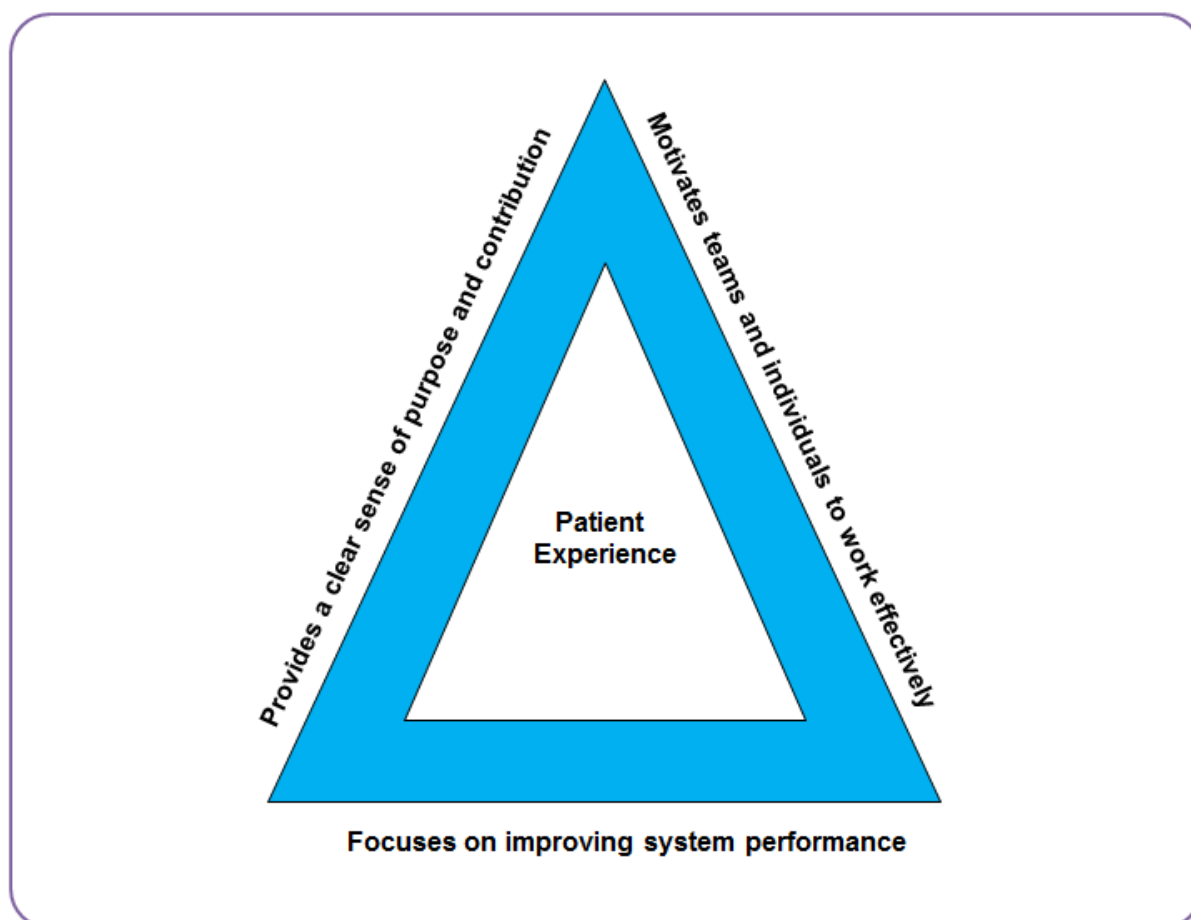 Provides a clear sense of purpose and contribution
Motivates teams and individuals to work effectively
Patient
Experience
Focuses on improving system performance